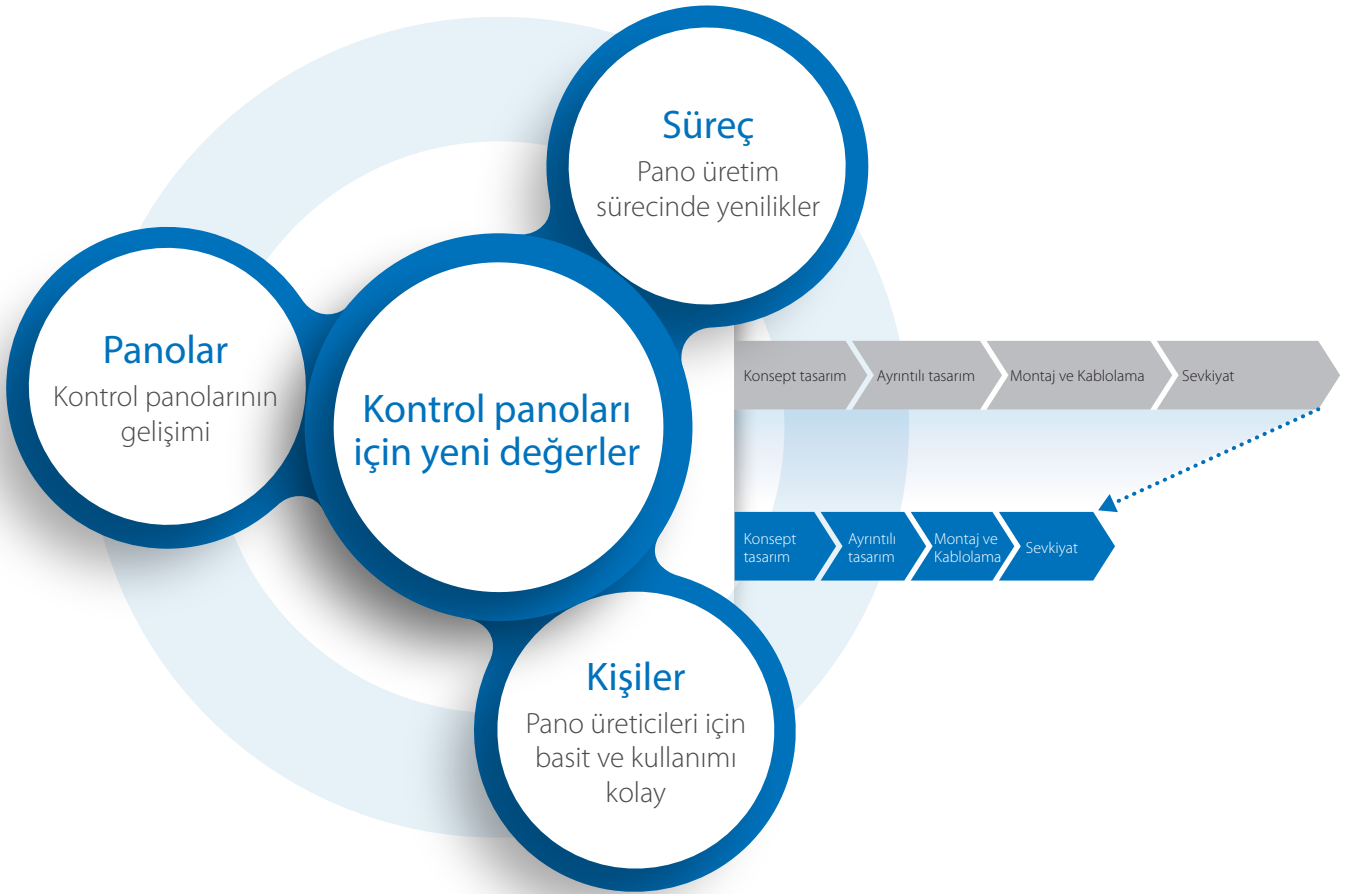 Süreç
Pano üretim
sürecinde yenilikler
Panolar
Kontrol panolarının
gelişimi
Kontrol panoları
için yeni değerler
Konsept tasarım
Ayrıntılı tasarım
Montaj ve Kablolama
Sevkiyat
Konsept
tasarım
Ayrıntılı
tasarım
Montaj ve
Kablolama
Sevkiyat
Kişiler
Pano üreticileri için
basit ve kullanımı
kolay